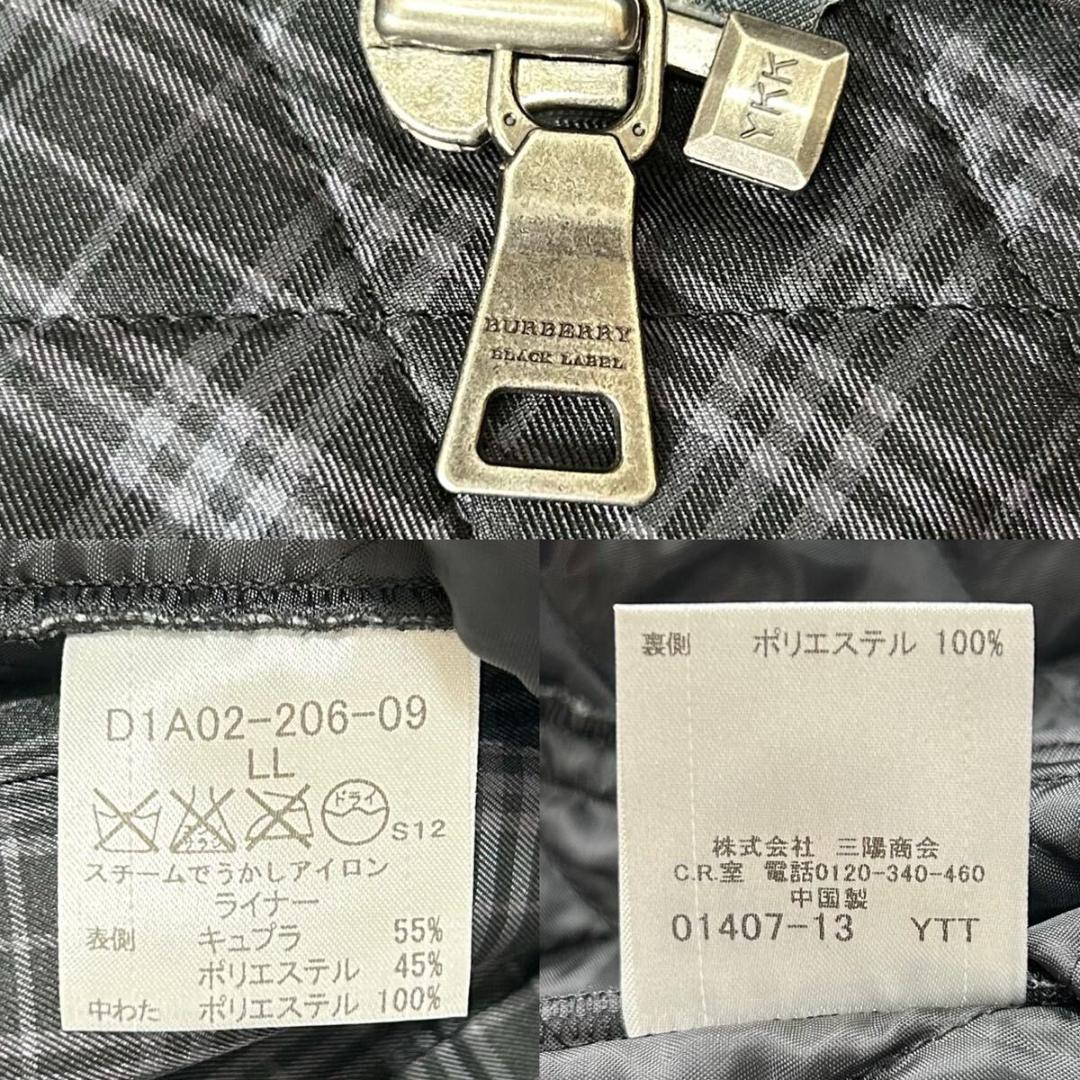 YKK
BURBERRY
BLACK LABEL
D1A02-206-09
LL
ドライ
S12
スチームでうかしアイロン
ライナー
表側 キュプラ 55%
ポリエステル 45%
中わた ポリエステル 100%
裏側 ポリエステル 100%
株式会社 三陽商会
C.R.室 電話0120-340-460
中国製
01407-13 YTT